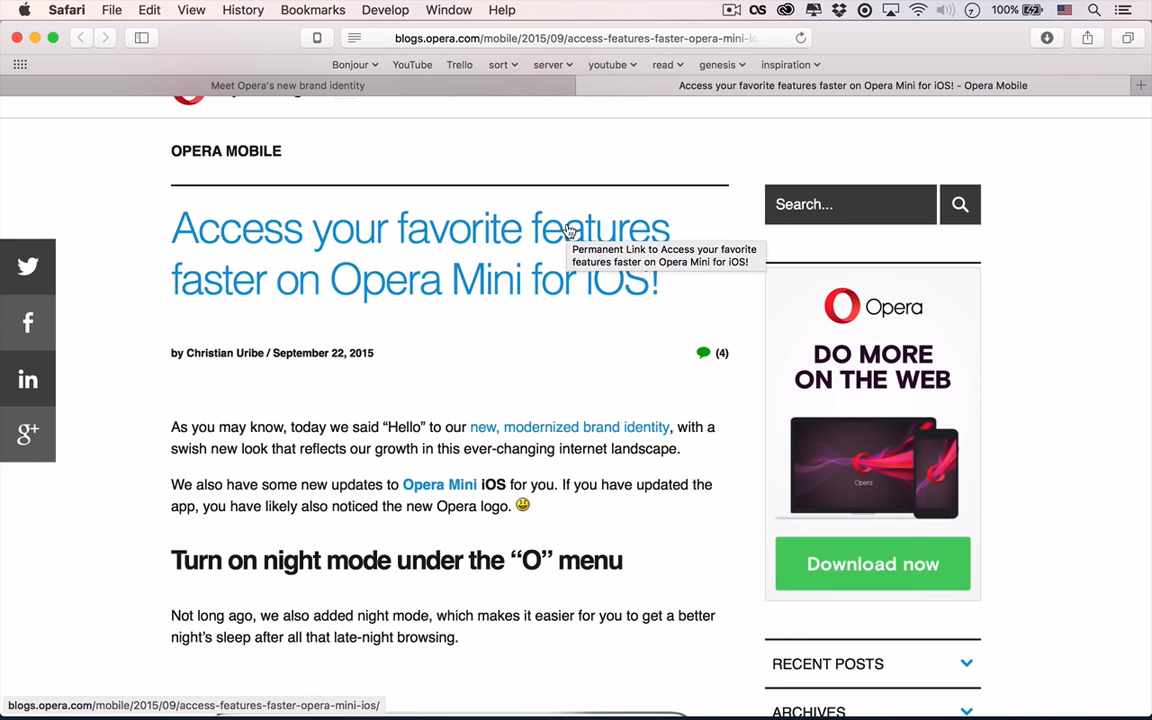 Safari File Edit View History Bookmarks Develop Window Help 100%
blogs.opera.com/mobile/2015/09/access-features-faster-opera-mini-io
Bonjour YouTube Trello sort server youtube read genesis inspiration
Meet Opera's new brand identity
Access your favorite features faster on Opera Mini for iOS! - Opera Mobile
OPERA MOBILE
Access your favorite features
faster on Opera Mini for iOS!
Permanent Link to Access your favorite
features faster on Opera Mini for iOS!
by Christian Uribe / September 22, 2015
(4)
As you may know, today we said “Hello” to our new, modernized brand identity, with a
swish new look that reflects our growth in this ever-changing internet landscape.
We also have some new updates to Opera Mini iOS for you. If you have updated the
app, you have likely also noticed the new Opera logo.
Turn on night mode under the “O” menu
Not long ago, we also added night mode, which makes it easier for you to get a better
night’s sleep after all that late-night browsing.
Search...
Opera
DO MORE
ON THE WEB
Opera
Download now
RECENT POSTS
ARCHIVES
blogs.opera.com/mobile/2015/09/access-features-faster-opera-mini-ios/